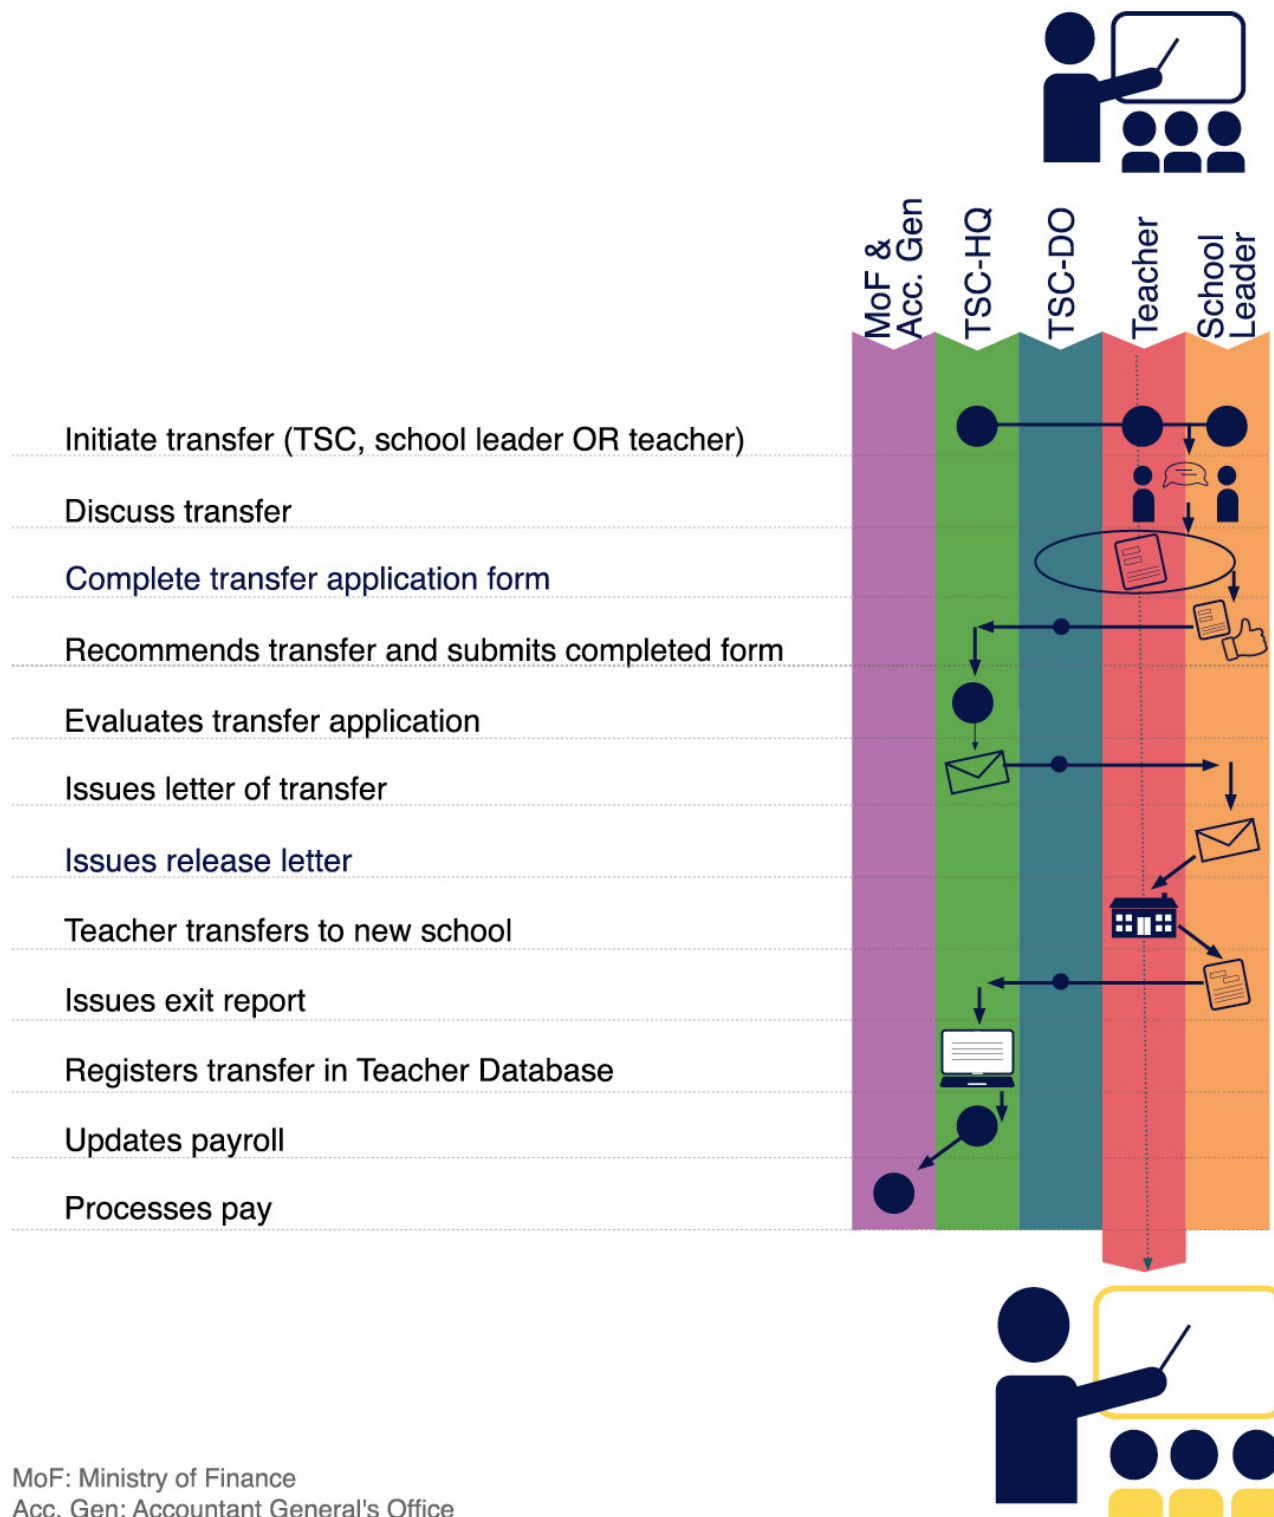 MoF &
Acc. Gen
TSC-HQ
TSC-DO
Teacher
School
Leader
Initiate transfer (TSC, school leader OR teacher)
Discuss transfer
Complete transfer application form
Recommends transfer and submits completed form
Evaluates transfer application
Issues letter of transfer
Issues release letter
Teacher transfers to new school
Issues exit report
Registers transfer in Teacher Database
Updates payroll
Processes pay
MoF: Ministry of Finance
Acc. Gen: Accountant General's Office